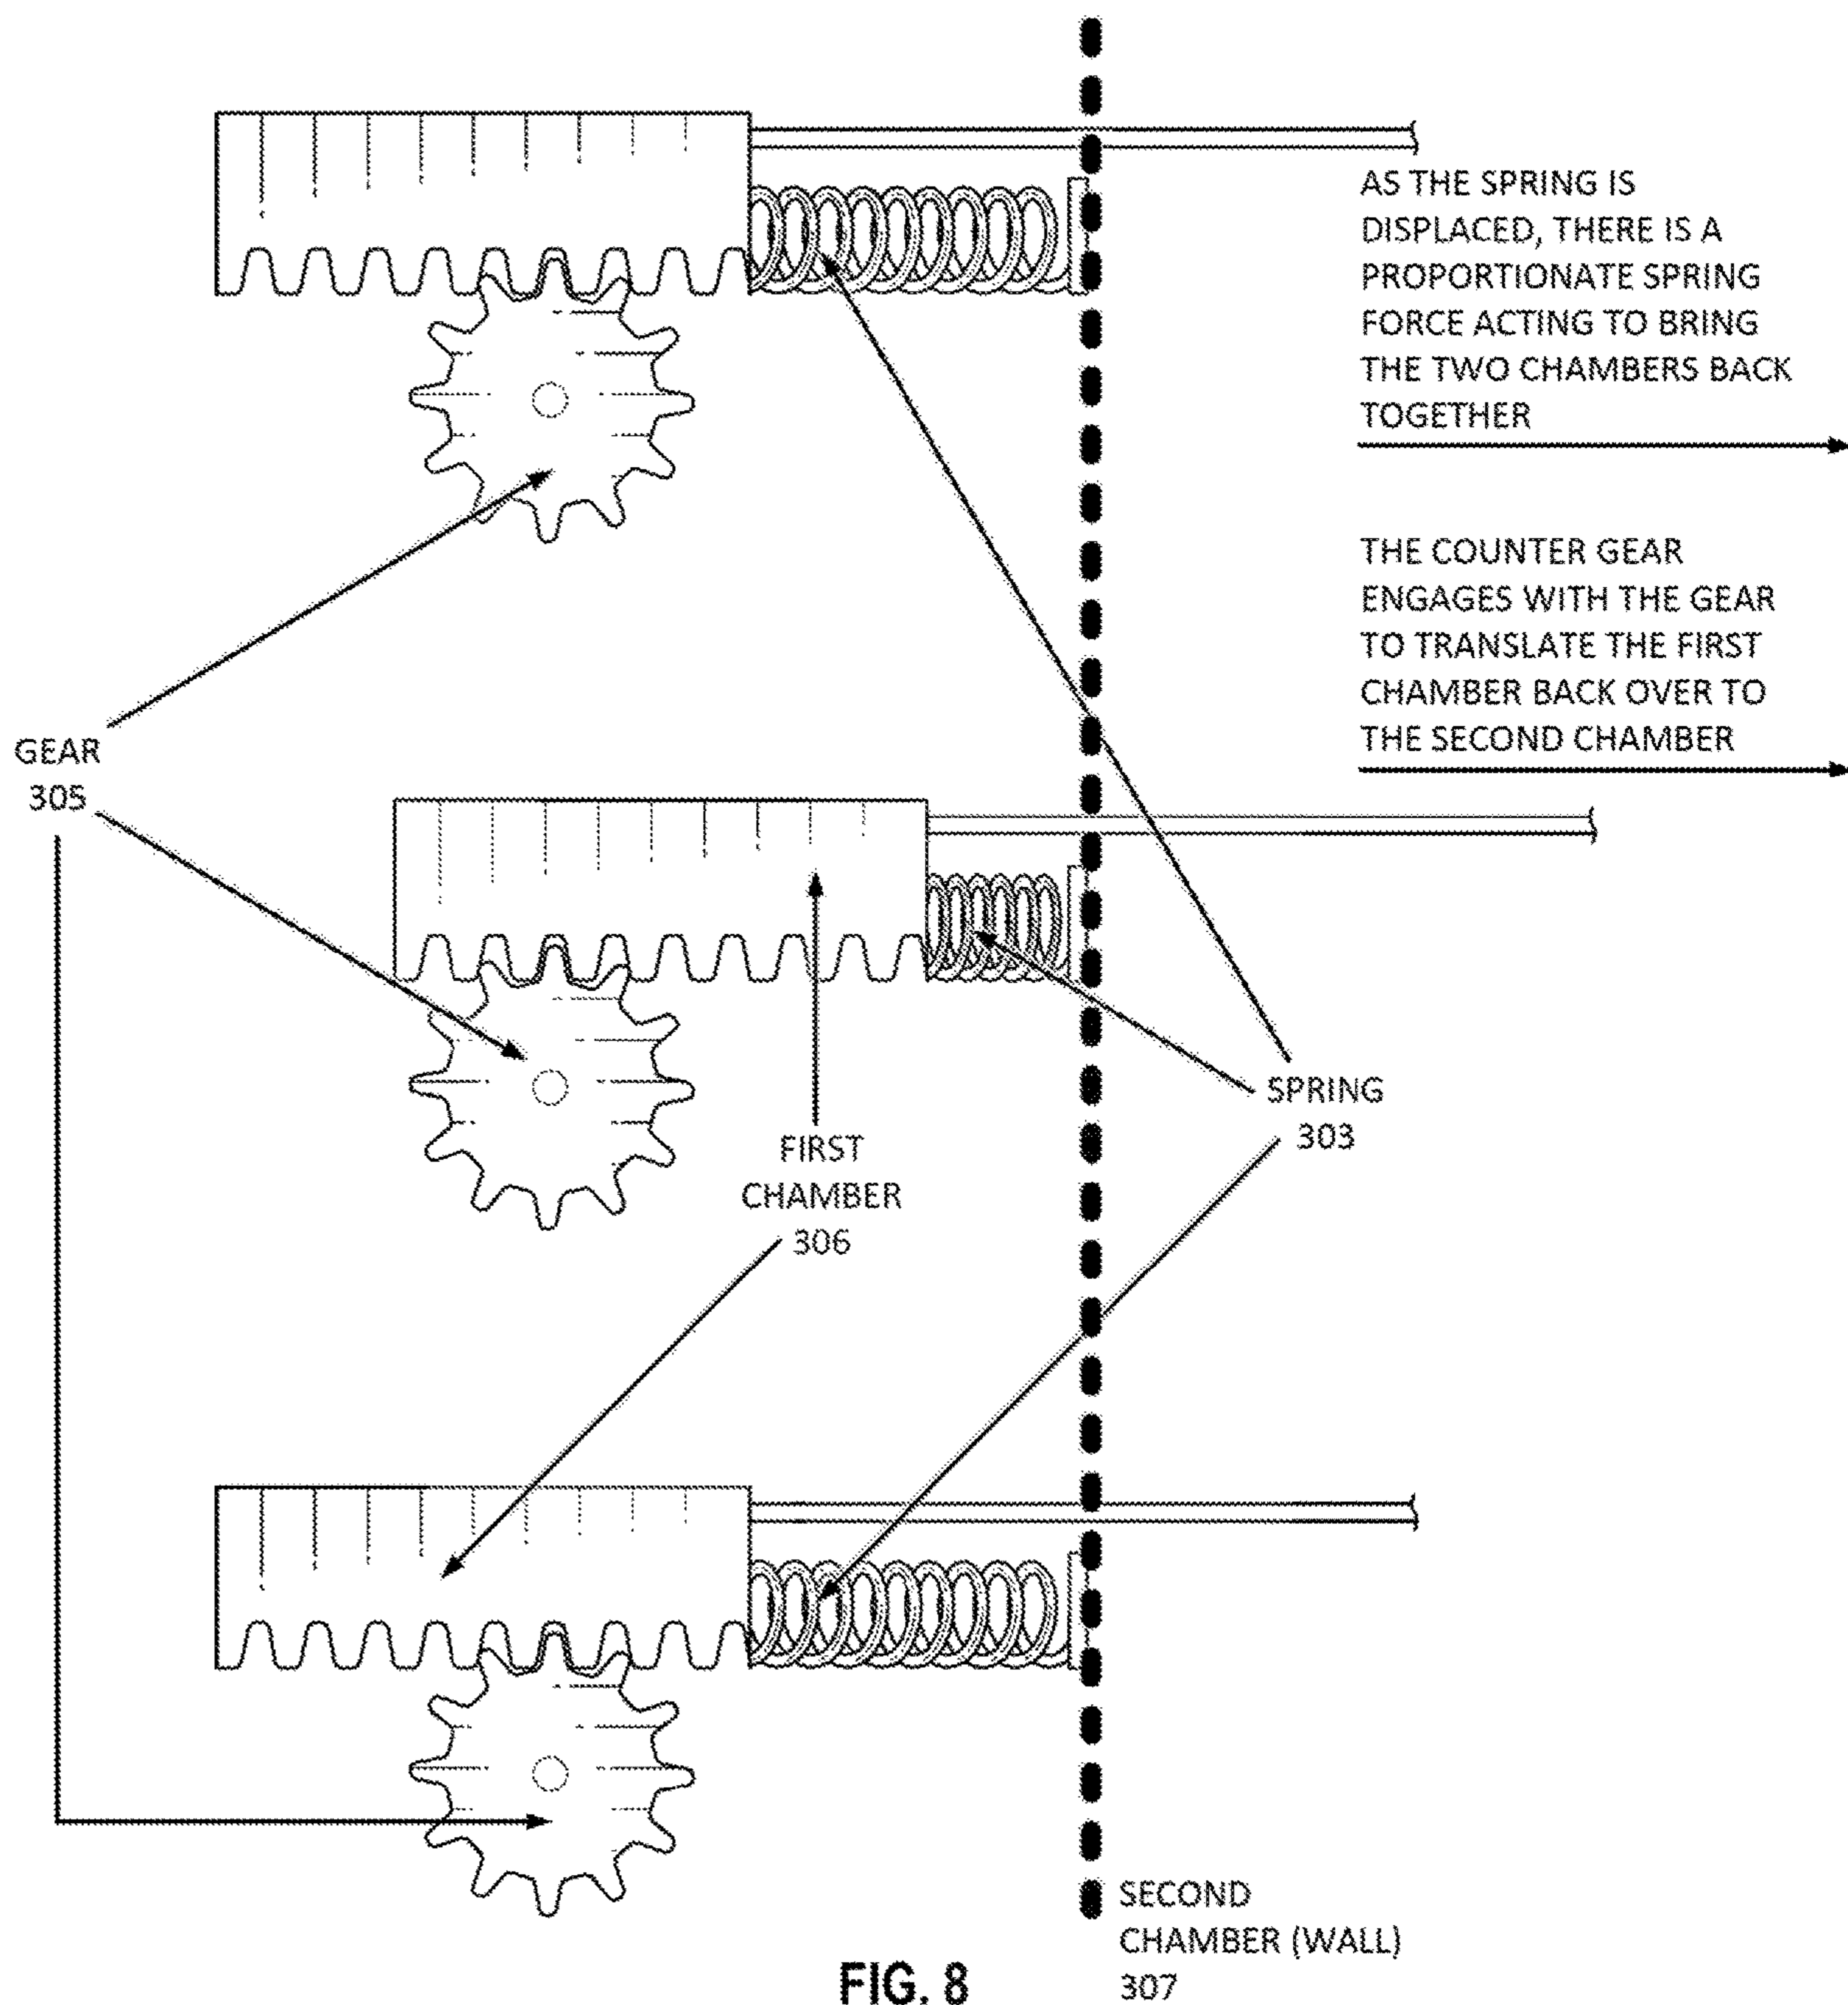 AS THE SPRING IS
DISPLACED, THERE IS A
PROPORTIONATE SPRING
FORCE ACTING TO BRING
THE TWO CHAMBERS BACK
TOGETHER
THE COUNTER GEAR
ENGAGES WITH THE GEAR
TO TRANSLATE THE FIRST
CHAMBER BACK OVER TO
THE SECOND CHAMBER
GEAR
305
SPRING
303
FIRST
CHAMBER
306
SECOND
CHAMBER (WALL)
307
FIG. 8